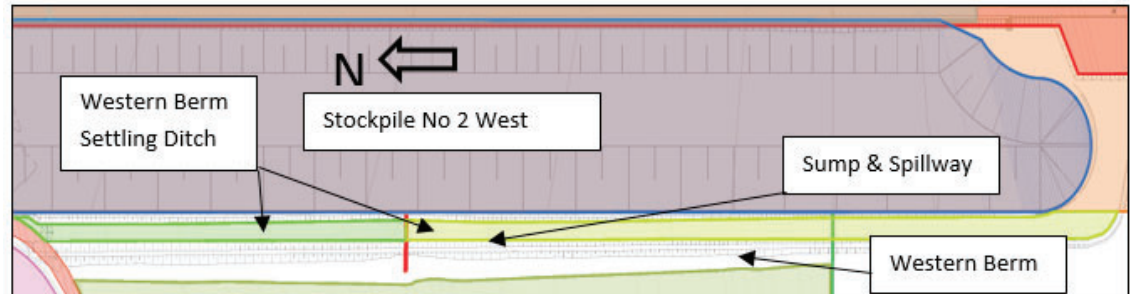 N
Western Berm
Settling Ditch
Stockpile No 2 West
Sump & Spillway
Western Berm